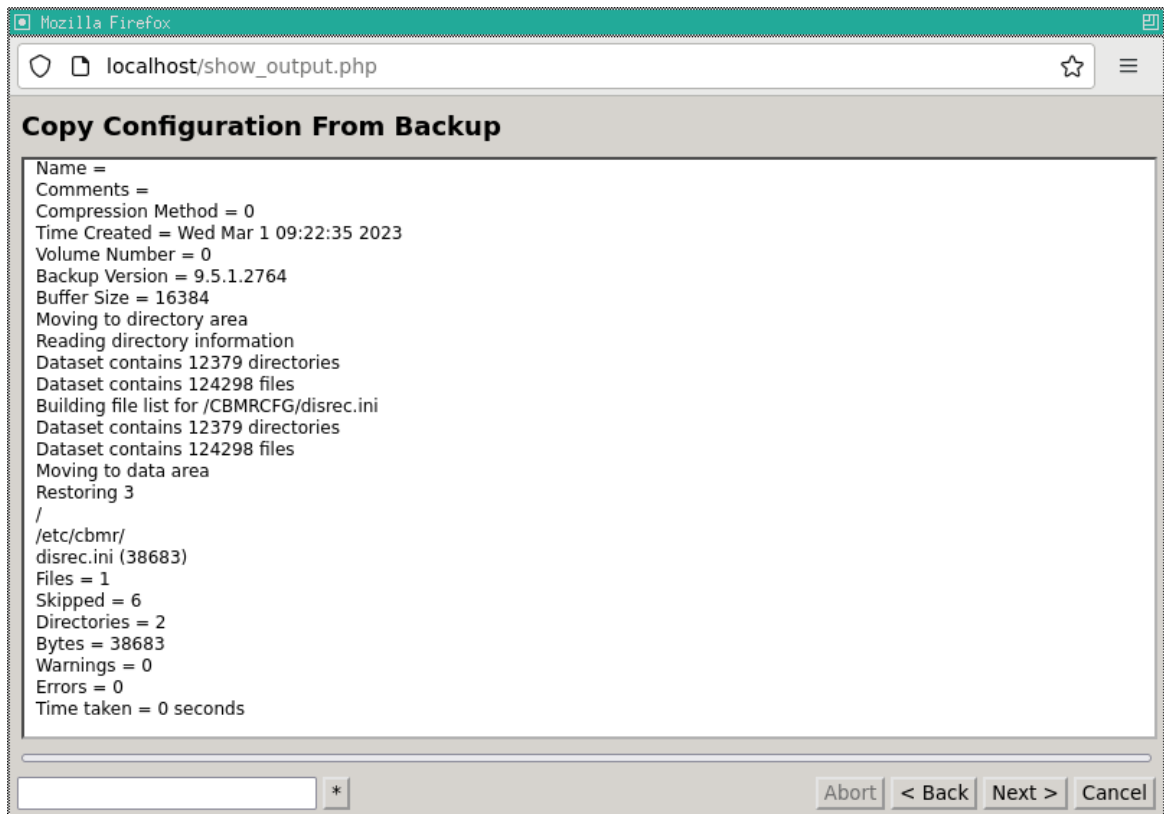 Mozilla Firefox
localhost/show_output.php
Copy Configuration From Backup
Name =
Comments =
Compression Method = 0
Time Created = Wed Mar 1 09:22:35 2023
Volume Number = 0
Backup Version = 9.5.1.2764
Buffer Size = 16384
Moving to directory area
Reading directory information
Dataset contains 12379 directories
Dataset contains 124298 files
Building file list for /CBMRCFG/disrec.ini
Dataset contains 12379 directories
Dataset contains 124298 files
Moving to data area
Restoring 3
/
/etc/cbmr/
disrec.ini (38683)
Files = 1
Skipped = 6
Directories = 2
Bytes = 38683
Warnings = 0
Errors = 0
Time taken = 0 seconds
* Abort < Back Next > Cancel